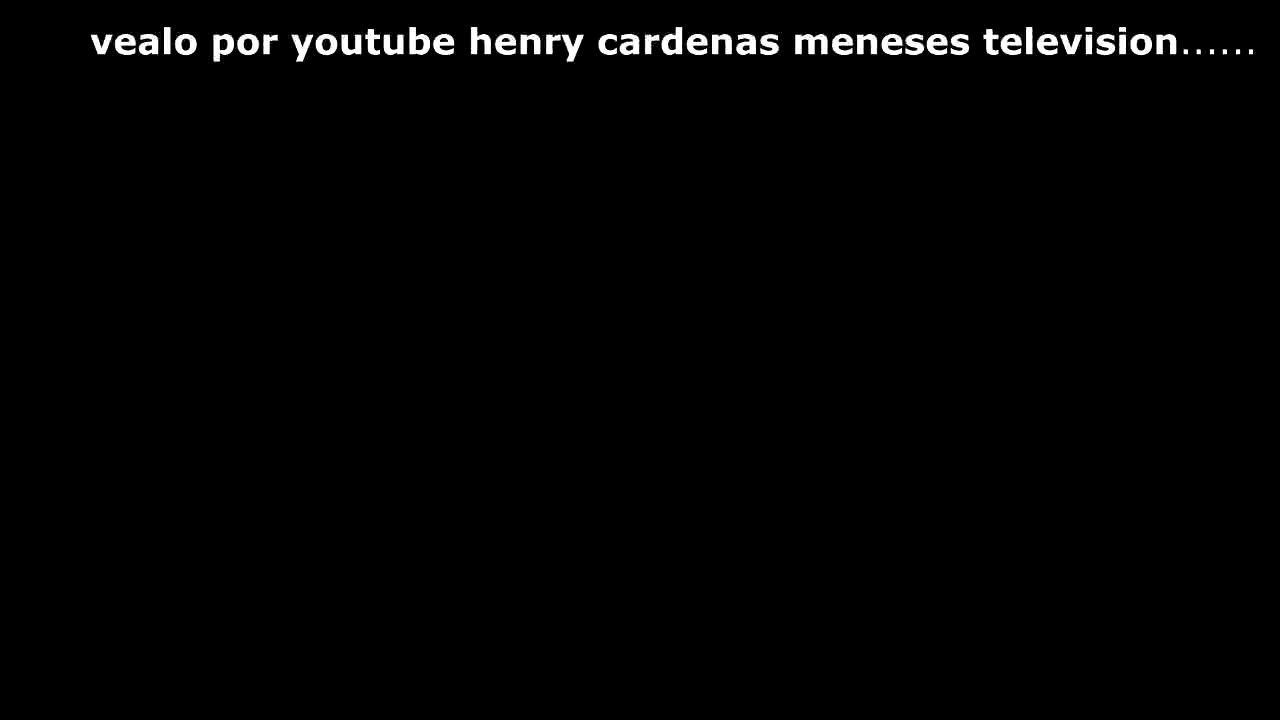 vealo por youtube henry cardenas meneses television......